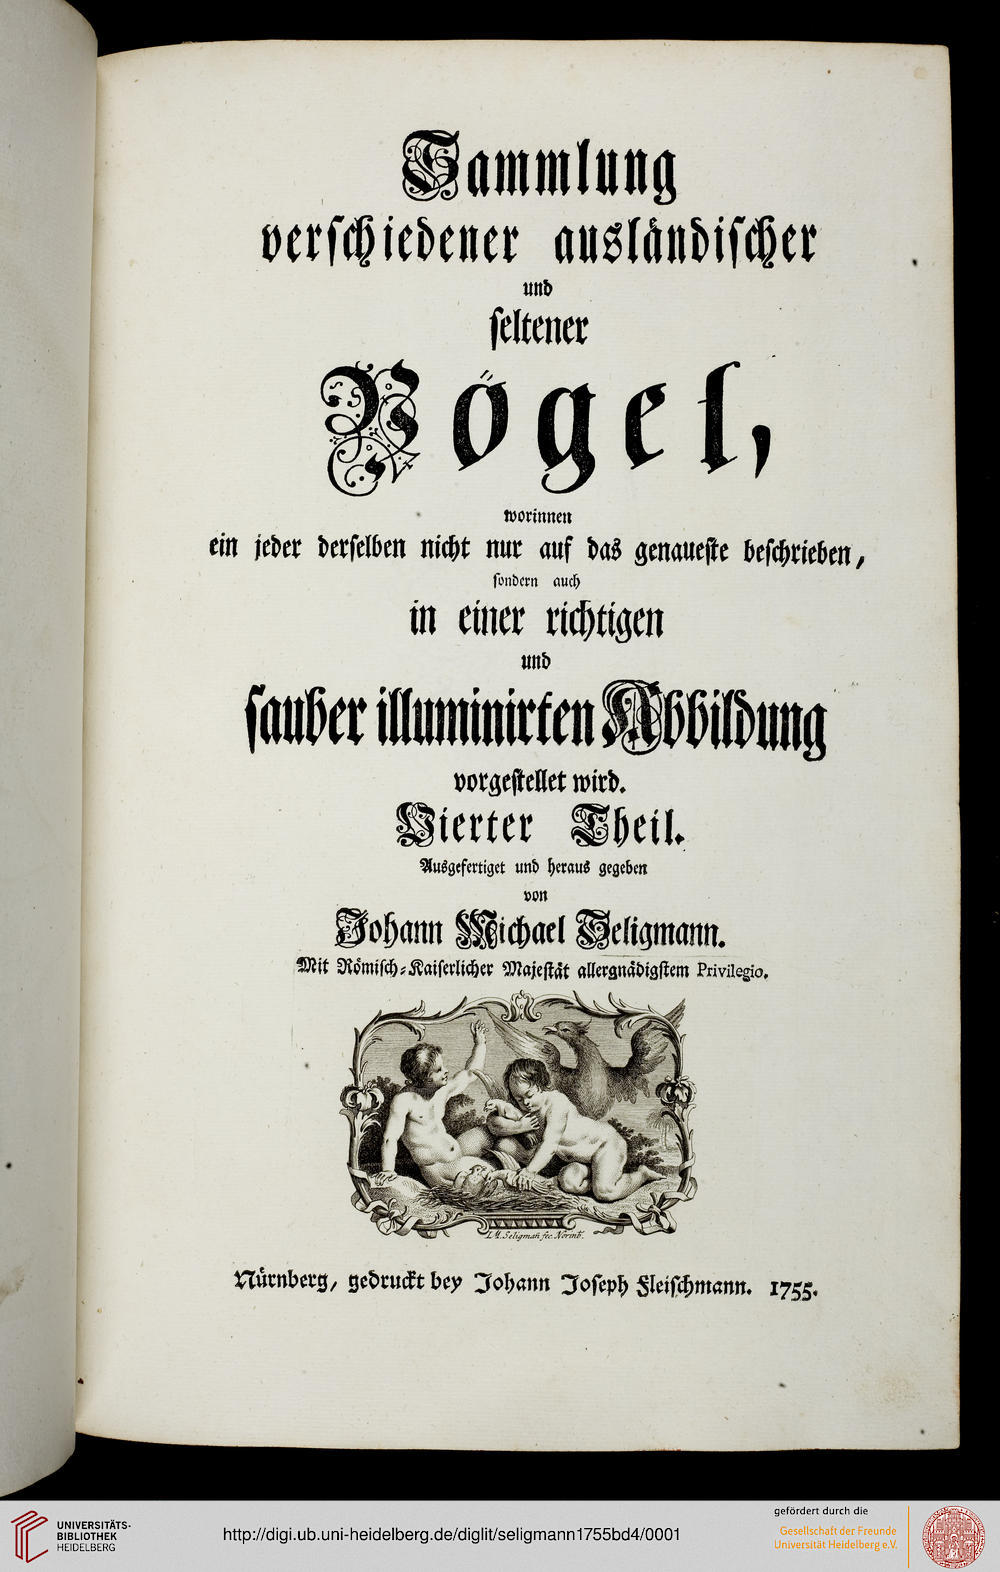 Sammlung
verschiedener ausländischer
und
seltener
Vögel,
worinnen
ein jeder derselben nicht nur auf das genaueste beschrieben,
sondern auch
in einer richtigen
und
sauber illuminirten Abbildung
vorgestellet wird.
Vierter Theil.
Ausgefertiget und heraus gegeben
von
Johann Michael Seligmann.
Mit Römisch-Kaiserlicher Majestät allergnädigstem Privilegio.
I. M. Seligman̄ fec. Norimb.
Nürnberg, gedruckt bey Johann Joseph Fleischmann. 1755.
UNIVERSITÄTS-
BIBLIOTHEK
HEIDELBERG
http://digi.ub.uni-heidelberg.de/diglit/seligmann1755bd4/0001
gefördert durch die
Gesellschaft der Freunde
Universität Heidelberg e.V.